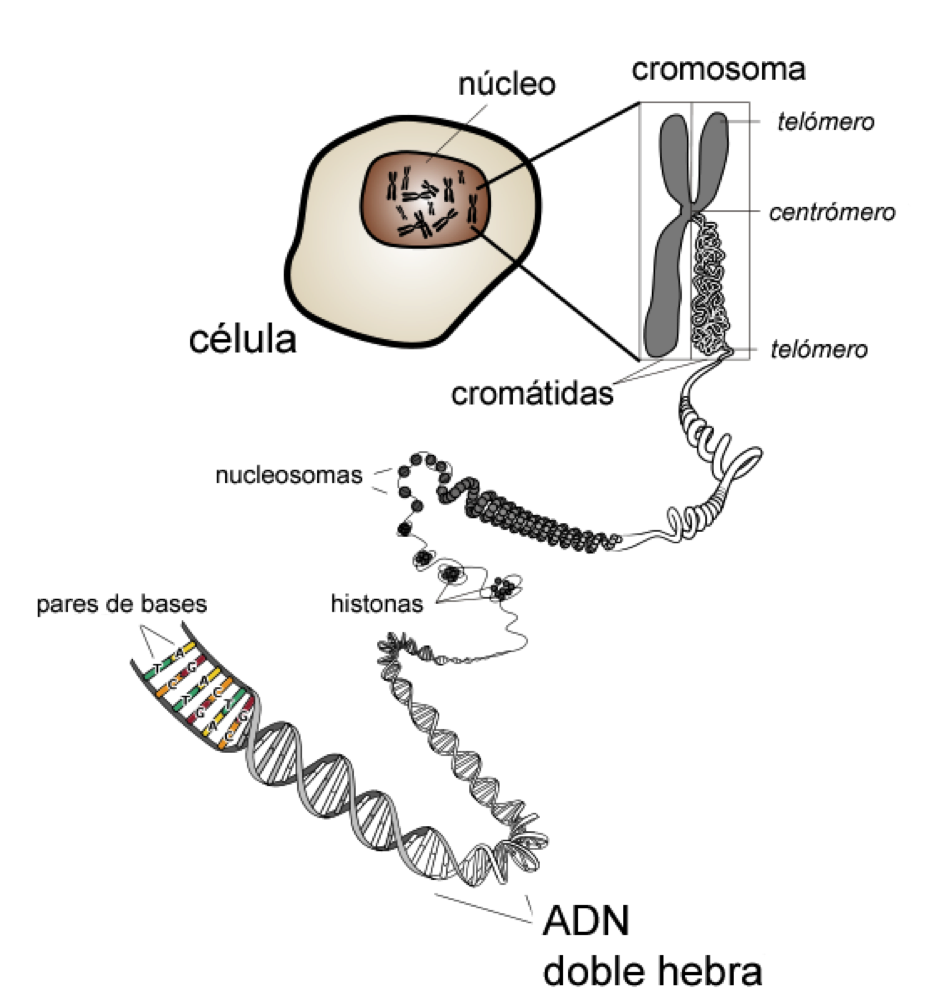 cromosoma
núcleo
telómero
centrómero
célula
telómero
cromátidas
nucleosomas
pares de bases
histonas
T A
C G
T A
G C
A T
C G
ADN
doble hebra